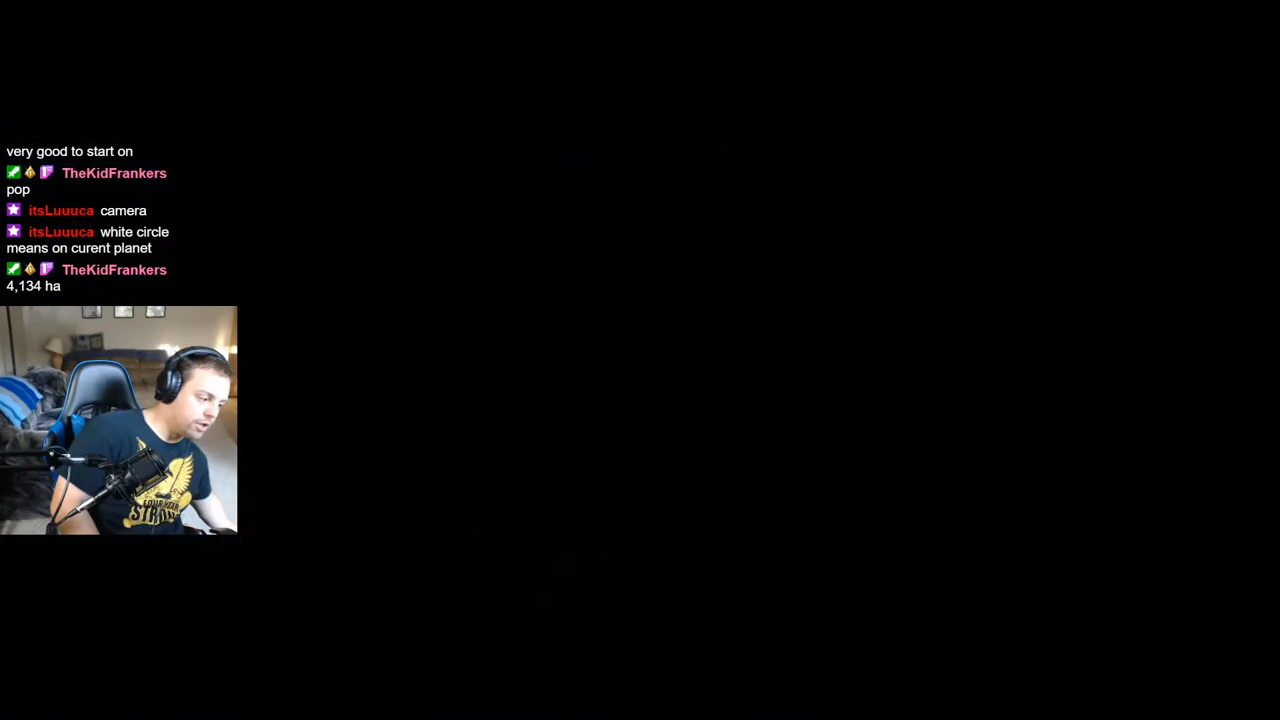 very good to start on
TheKidFrankers
pop
itsLuuuca camera
itsLuuuca white circle
means on curent planet
TheKidFrankers
4,134 ha
STRONG